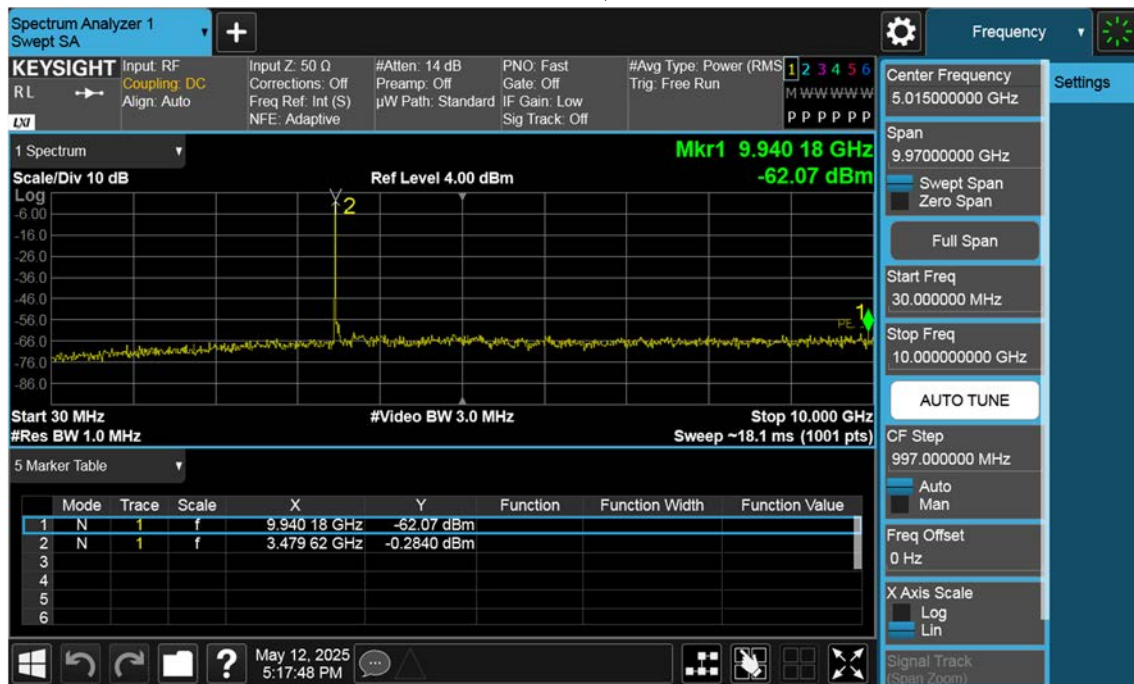 Spectrum Analyzer 1
Swept SA
+
Frequency
KEYSIGHT
RL
LXI
Input: RF
Coupling: DC
Align: Auto
Input Z: 50 Ω
Corrections: Off
Freq Ref: Int (S)
NFE: Adaptive
#Atten: 14 dB
Preamp: Off
µW Path: Standard
PNO: Fast
Gate: Off
IF Gain: Low
Sig Track: Off
#Avg Type: Power (RMS
Trig: Free Run
1 2 3 4 5 6
M W W W W W
P P P P P P
1 Spectrum
Mkr1 9.940 18 GHz
-62.07 dBm
Scale/Div 10 dB
Ref Level 4.00 dBm
Log
-6.00
-16.0
-26.0
-36.0
-46.0
-56.0
-66.0
-76.0
-86.0
2
1
Start 30 MHz
#Video BW 3.0 MHz
Stop 10.000 GHz
#Res BW 1.0 MHz
Sweep ~18.1 ms (1001 pts)
5 Marker Table
Mode Trace Scale X Y Function Function Width Function Value
1 N 1 f 9.940 18 GHz -62.07 dBm
2 N 1 f 3.479 62 GHz -0.2840 dBm
3
4
5
6
?
May 12, 2025
5:17:48 PM
Center Frequency
5.015000000 GHz
Settings
Span
9.97000000 GHz
Swept Span
Zero Span
Full Span
Start Freq
30.000000 MHz
Stop Freq
10.000000000 GHz
AUTO TUNE
CF Step
997.000000 MHz
Auto
Man
Freq Offset
0 Hz
X Axis Scale
Log
Lin
Signal Track
(Span Zoom)